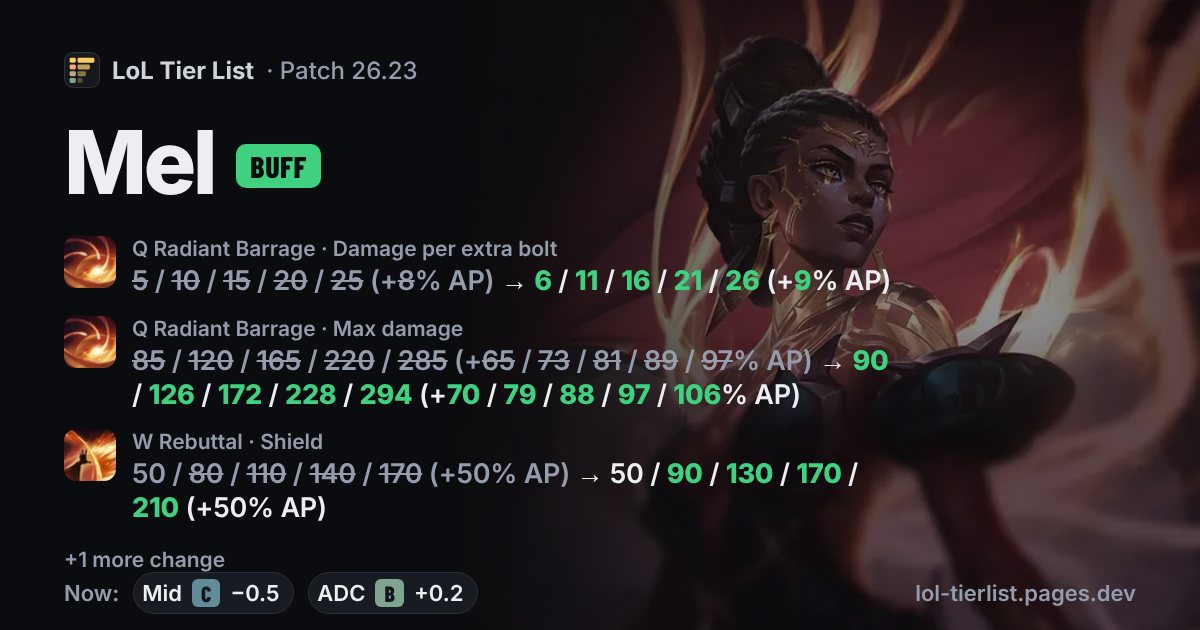 LoL Tier List · Patch 26.23
Mel BUFF
Q Radiant Barrage · Damage per extra bolt
5 / 10 / 15 / 20 / 25 (+8% AP) → 6 / 11 / 16 / 21 / 26 (+9% AP)
Q Radiant Barrage · Max damage
85 / 120 / 165 / 220 / 285 (+65 / 73 / 81 / 89 / 97% AP) → 90
/ 126 / 172 / 228 / 294 (+70 / 79 / 88 / 97 / 106% AP)
W Rebuttal · Shield
50 / 80 / 110 / 140 / 170 (+50% AP) → 50 / 90 / 130 / 170 /
210 (+50% AP)
+1 more change
Now: Mid C −0.5 ADC B +0.2
lol-tierlist.pages.dev